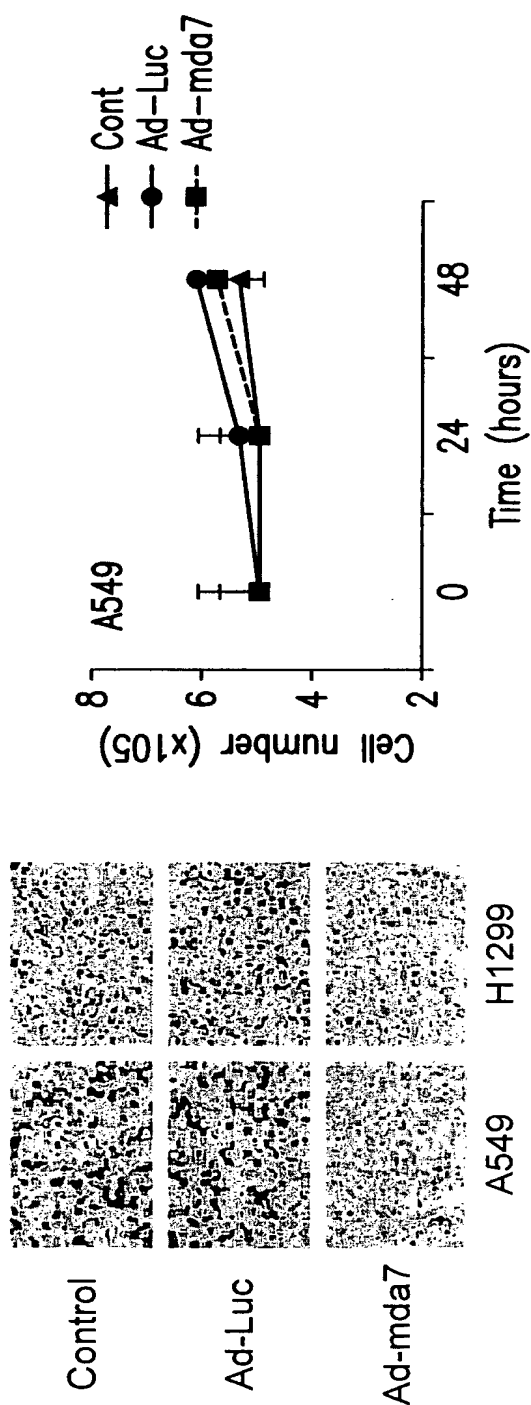 Control
Ad-Luc
Ad-mda7
A549
H1299
A549
Cont
Ad-Luc
Ad-mda7
Cell number (x105)
8
6
4
2
0
24
48
Time (hours)